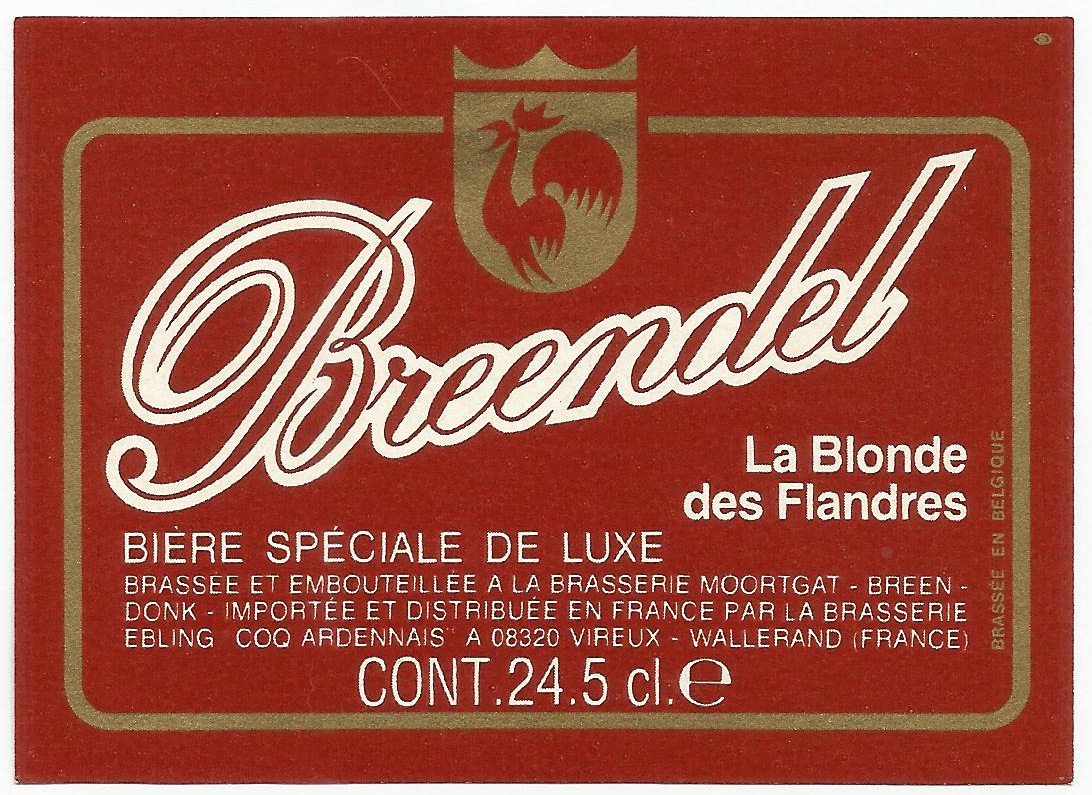 Breendel
La Blonde
des Flandres
BIÈRE SPÉCIALE DE LUXE
BRASSÉE ET EMBOUTEILLÉE A LA BRASSERIE MOORTGAT - BREEN -
DONK - IMPORTÉE ET DISTRIBUÉE EN FRANCE PAR LA BRASSERIE
EBLING COQ ARDENNAIS" A 08320 VIREUX - WALLERAND (FRANCE)
CONT. 24.5 cl. ℮
BRASSÉE EN BELGIQUE